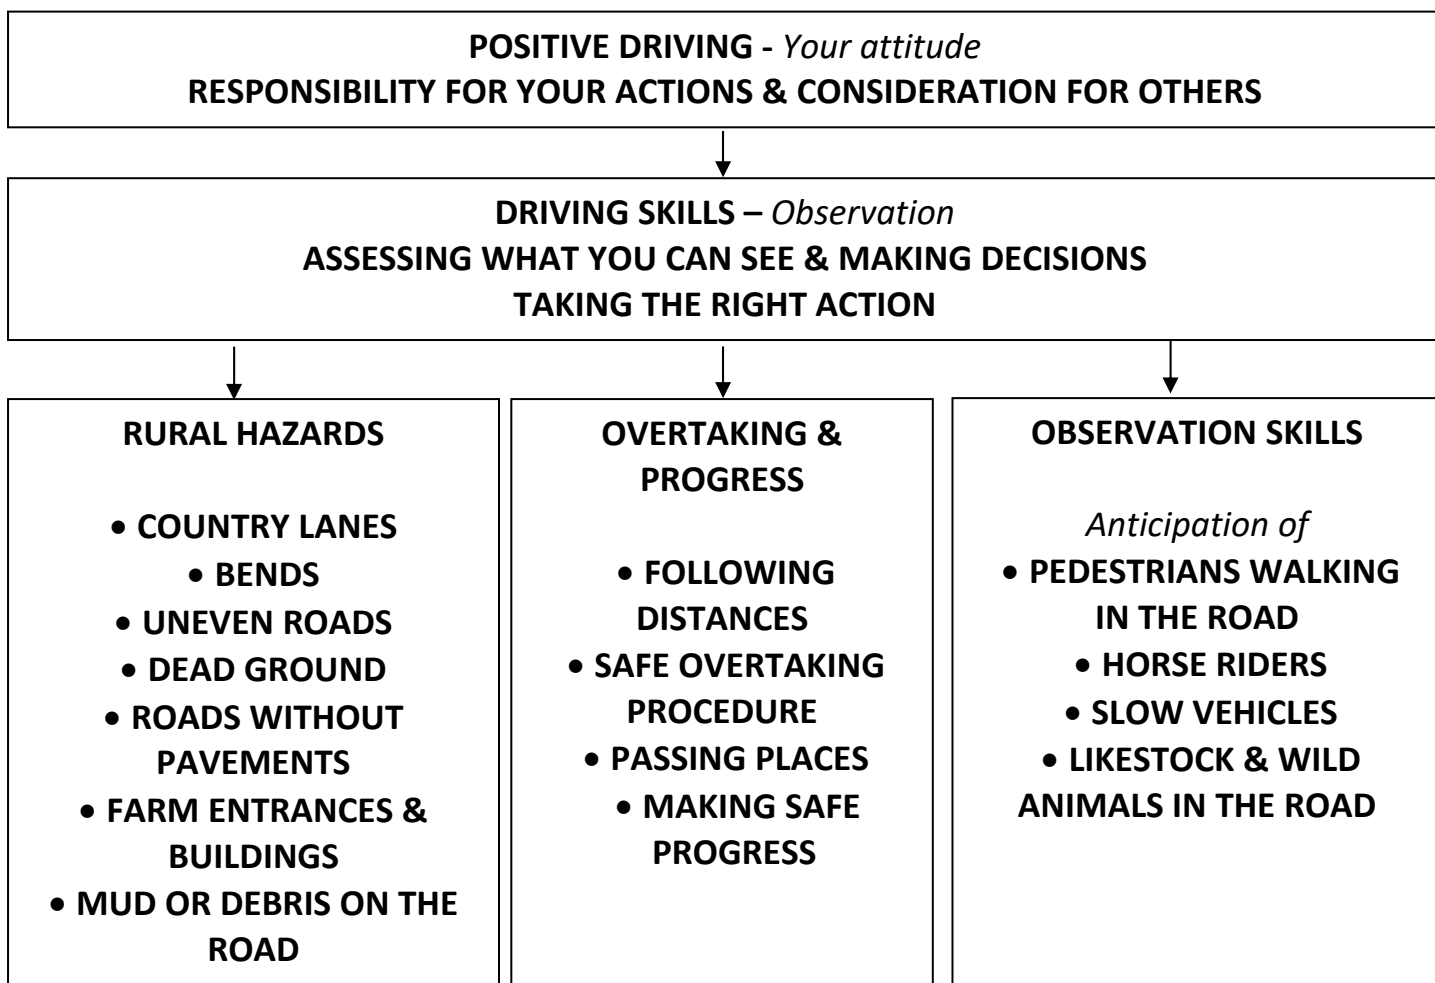 POSITIVE DRIVING - Your attitude
RESPONSIBILITY FOR YOUR ACTIONS & CONSIDERATION FOR OTHERS
DRIVING SKILLS – Observation
ASSESSING WHAT YOU CAN SEE & MAKING DECISIONS
TAKING THE RIGHT ACTION
RURAL HAZARDS
• COUNTRY LANES
• BENDS
• UNEVEN ROADS
• DEAD GROUND
• ROADS WITHOUT
PAVEMENTS
• FARM ENTRANCES &
BUILDINGS
• MUD OR DEBRIS ON THE
ROAD
OVERTAKING &
PROGRESS
• FOLLOWING
DISTANCES
• SAFE OVERTAKING
PROCEDURE
• PASSING PLACES
• MAKING SAFE
PROGRESS
OBSERVATION SKILLS
Anticipation of
• PEDESTRIANS WALKING
IN THE ROAD
• HORSE RIDERS
• SLOW VEHICLES
• LIKESTOCK & WILD
ANIMALS IN THE ROAD